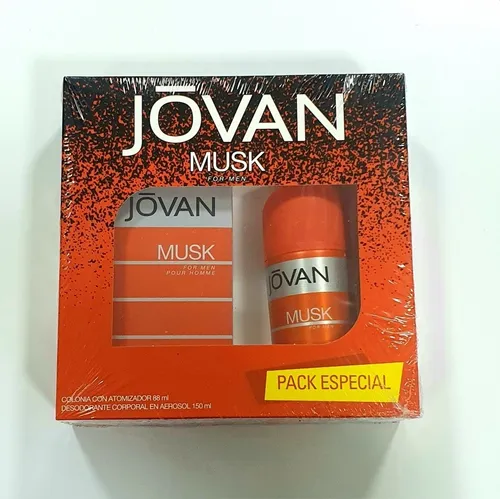 JŌVAN
MUSK
FOR MEN
JŌVAN
MUSK
FOR MEN
POUR HOMME
JŌVAN
MUSK
PACK ESPECIAL
COLONIA CON ATOMIZADOR 88 ml
DESODORANTE CORPORAL EN AEROSOL 150 ml